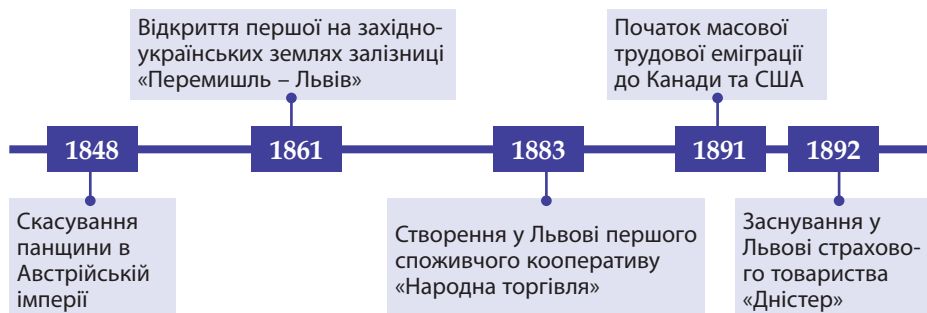 Відкриття першої на західно-
українських землях залізниці
«Перемишль – Львів»
Початок масової
трудової еміграції
до Канади та США
1848
1861
1883
1891
1892
Скасування
панщини в
Австрійській
імперії
Створення у Львові першого
споживчого кооперативу
«Народна торгівля»
Заснування у
Львові страхово-
го товариства
«Дністер»